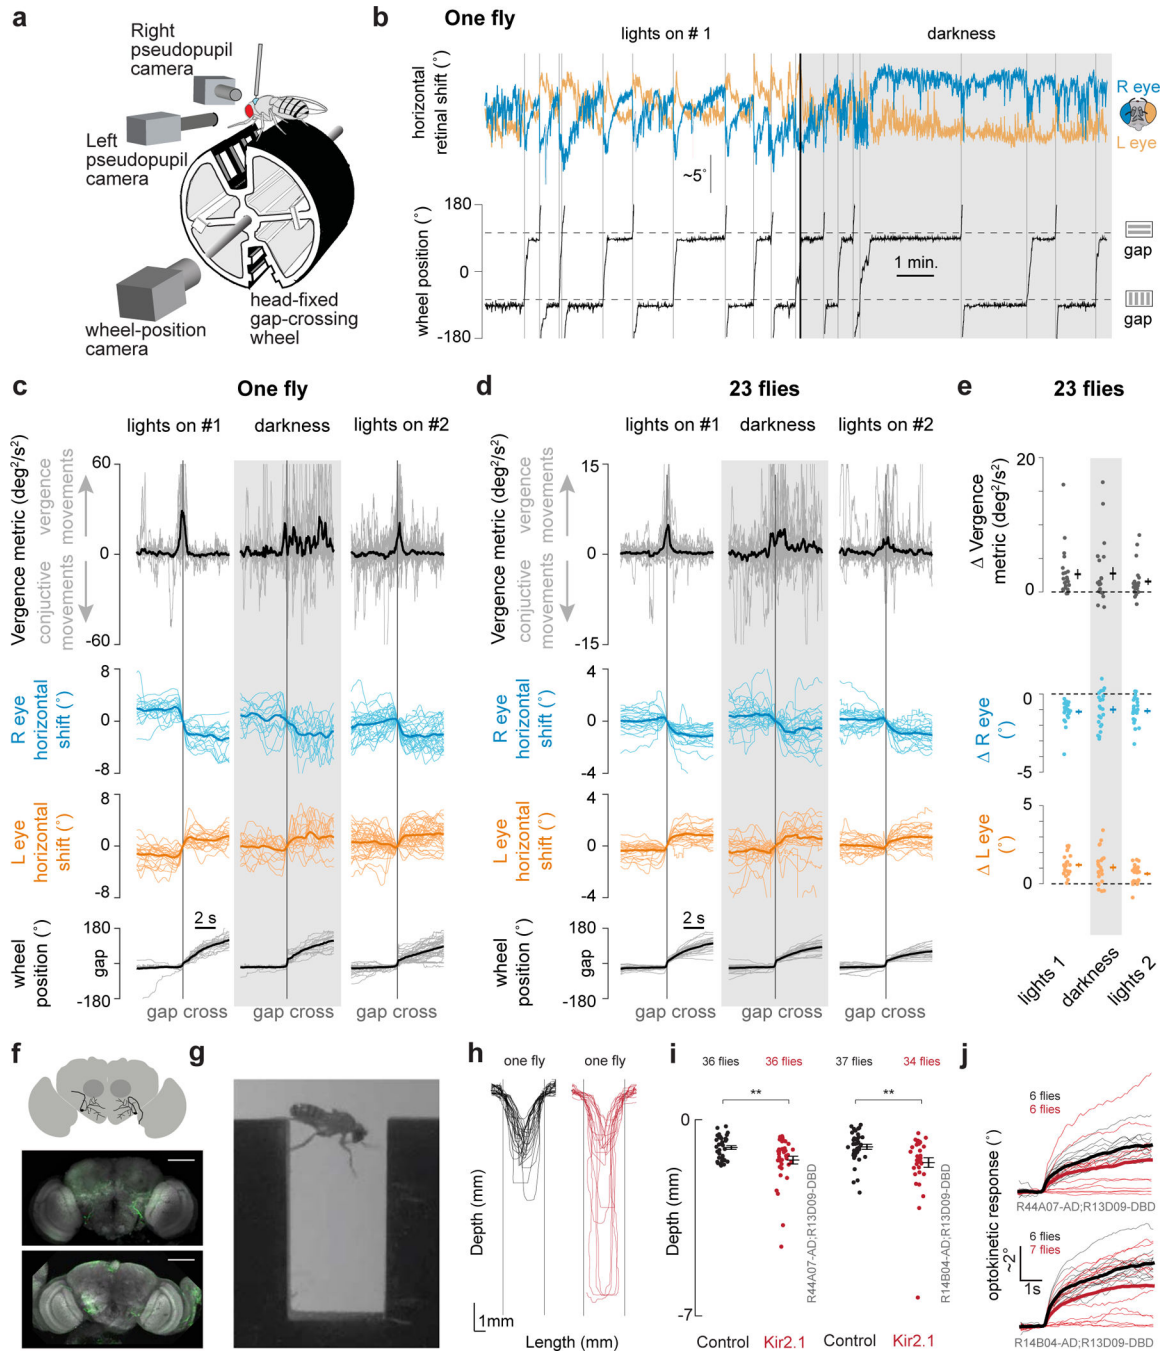 a
Right
pseudopupil
camera
Left
pseudopupil
camera
wheel-position
camera
head-fixed
gap-crossing
wheel
b
One fly
lights on # 1
darkness
horizontal
retinal shift (°)
R eye
L eye
~5°
wheel position (°)
180
0
-180
1 min.
gap
gap
c
One fly
lights on #1
darkness
lights on #2
Vergence metric (deg²/s²)
conjuctive
movements
vergence
movements
60
0
-60
R eye
horizontal
shift (°)
8
0
-8
L eye
horizontal
shift (°)
8
0
-8
2 s
wheel
position (°)
180
gap
-180
gap cross
gap cross
gap cross
d
23 flies
lights on #1
darkness
lights on #2
Vergence metric (deg²/s²)
conjuctive
movements
vergence
movements
15
0
-15
R eye
horizontal
shift (°)
4
0
-4
L eye
horizontal
shift (°)
4
0
-4
wheel
position (°)
180
gap
-180
gap cross
gap cross
gap cross
e
23 flies
Δ Vergence
metric (deg²/s²)
20
0
Δ R eye
(°)
0
-5
Δ L eye
(°)
5
0
lights 1
darkness
lights 2
f
g
h
one fly
one fly
Depth (mm)
1mm
Length (mm)
i
36 flies
36 flies
37 flies
34 flies
**
**
Depth (mm)
0
-7
R44A07-AD;R13D09-DBD
R14B04-AD;R13D09-DBD
Control
Kir2.1
Control
Kir2.1
j
6 flies
6 flies
R44A07-AD;R13D09-DBD
optokinetic response (°)
6 flies
7 flies
~2°
1s
R14B04-AD;R13D09-DBD